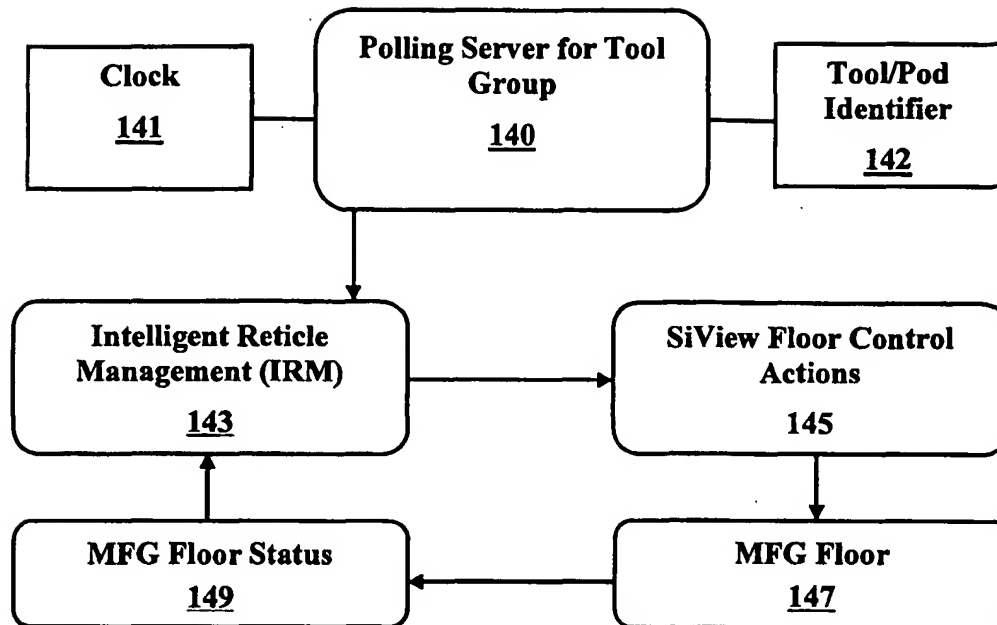 Clock
141
Polling Server for Tool
Group
140
Tool/Pod
Identifier
142
Intelligent Reticle
Management (IRM)
143
SiView Floor Control
Actions
145
MFG Floor Status
149
MFG Floor
147